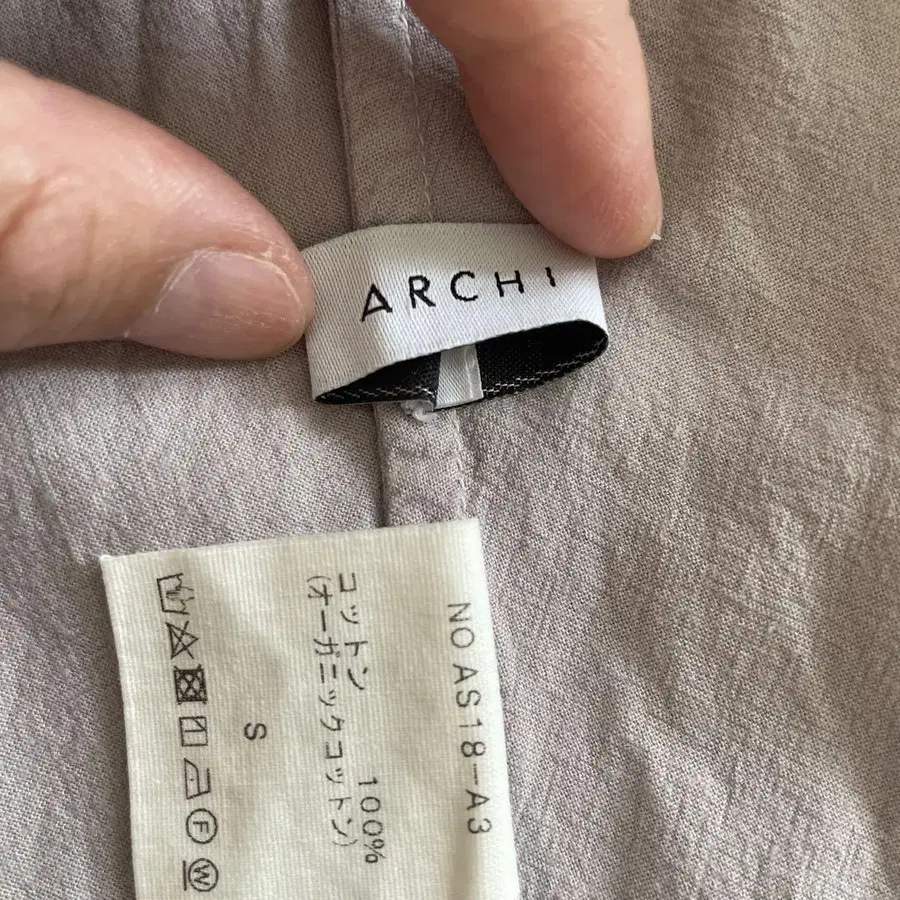 ARCHI
NO AS18-A3
コットン 100%
(オーガニックコットン)
S
F
W